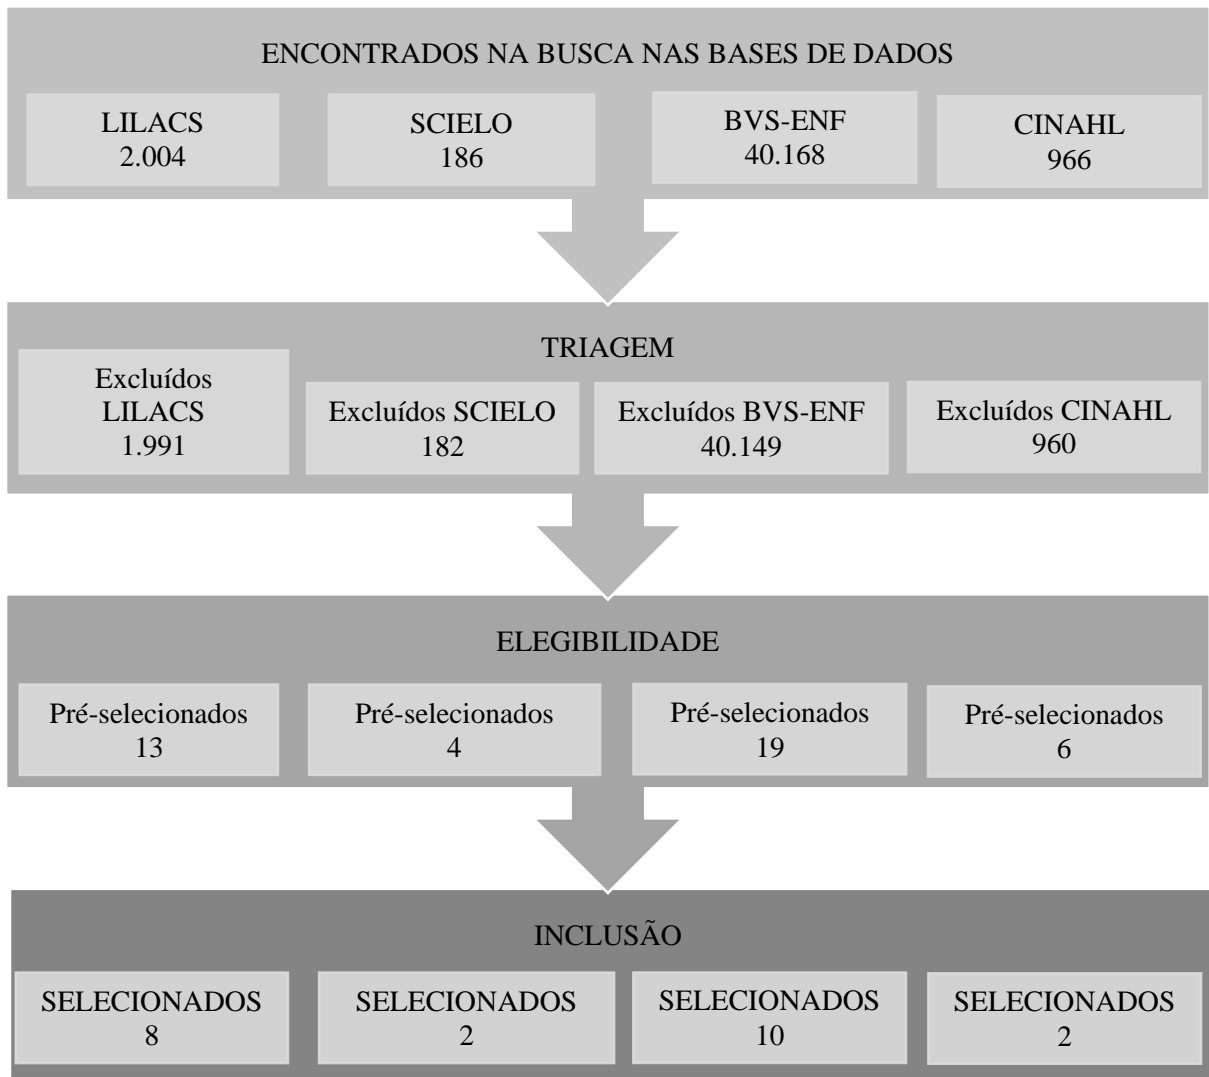 ENCONTRADOS NA BUSCA NAS BASES DE DADOS
LILACS
2.004
SCIELO
186
BVS-ENF
40.168
CINAHL
966
TRIAGEM
Excluídos
LILACS
1.991
Excluídos SCIELO
182
Excluídos BVS-ENF
40.149
Excluídos CINAHL
960
ELEGIBILIDADE
Pré-selecionados
13
Pré-selecionados
4
Pré-selecionados
19
Pré-selecionados
6
INCLUSÃO
SELECIONADOS
8
SELECIONADOS
2
SELECIONADOS
10
SELECIONADOS
2